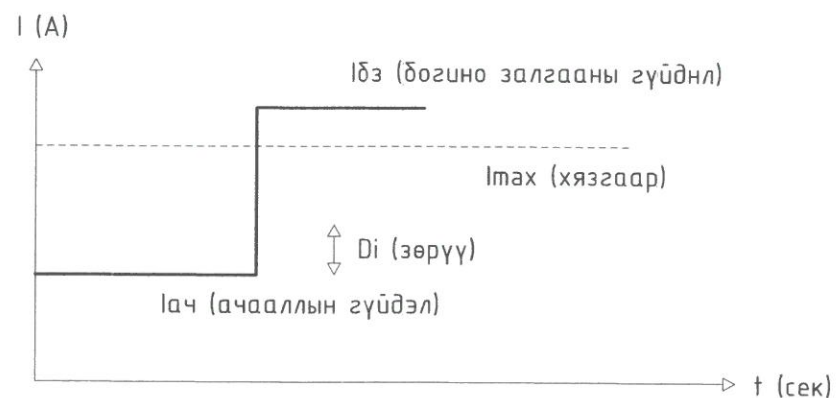 I (A)
Iбз (богино залгааны гүйднл)
Imax (хязгаар)
Di (зөрүү)
Iач (ачааллын гүйдэл)
t (сек)